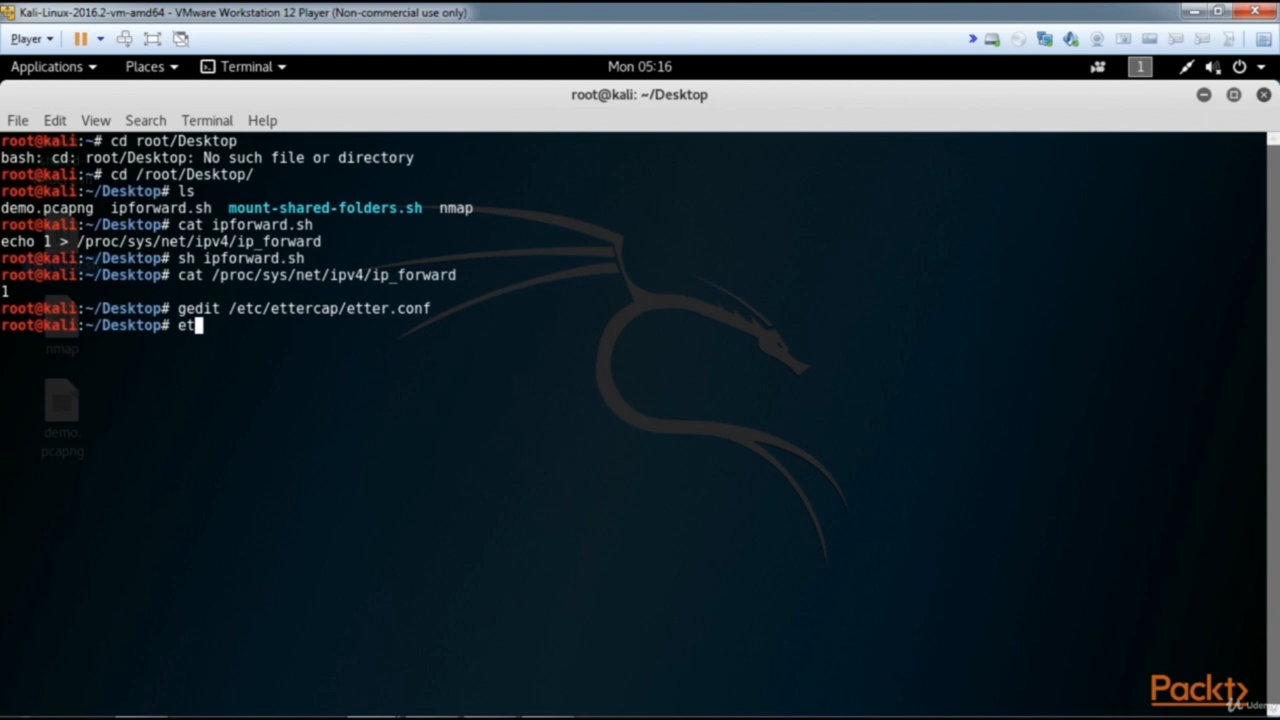 Kali-Linux-2016.2-vm-amd64 - VMware Workstation 12 Player (Non-commercial use only)
Player
Applications Places Terminal Mon 05:16 1
root@kali: ~/Desktop
File Edit View Search Terminal Help
root@kali:~# cd root/Desktop
bash: cd: root/Desktop: No such file or directory
root@kali:~# cd /root/Desktop/
root@kali:~/Desktop# ls
demo.pcapng ipforward.sh mount-shared-folders.sh nmap
root@kali:~/Desktop# cat ipforward.sh
echo 1 > /proc/sys/net/ipv4/ip_forward
root@kali:~/Desktop# sh ipforward.sh
root@kali:~/Desktop# cat /proc/sys/net/ipv4/ip_forward
1
root@kali:~/Desktop# gedit /etc/ettercap/etter.conf
root@kali:~/Desktop# et
nmap
demo.
pcapng
Packt
Udemy